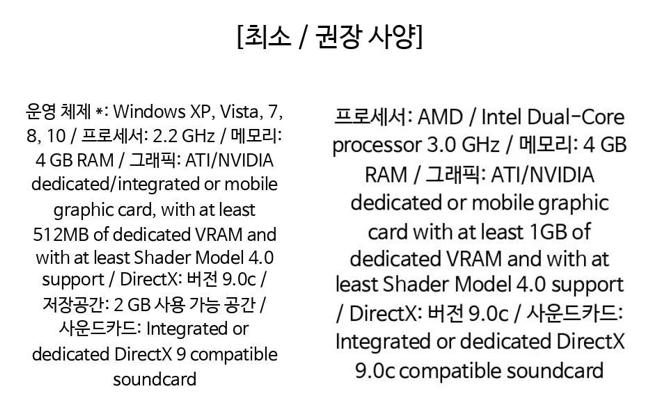 [최소 / 권장 사양]
운영 체제 *: Windows XP, Vista, 7,
8, 10 / 프로세서: 2.2 GHz / 메모리:
4 GB RAM / 그래픽: ATI/NVIDIA
dedicated/integrated or mobile
graphic card, with at least
512MB of dedicated VRAM and
with at least Shader Model 4.0
support / DirectX: 버전 9.0c /
저장공간: 2 GB 사용 가능 공간 /
사운드카드: Integrated or
dedicated DirectX 9 compatible
soundcard
프로세서: AMD / Intel Dual-Core
processor 3.0 GHz / 메모리: 4 GB
RAM / 그래픽: ATI/NVIDIA
dedicated or mobile graphic
card with at least 1GB of
dedicated VRAM and with at
least Shader Model 4.0 support
/ DirectX: 버전 9.0c / 사운드카드:
Integrated or dedicated DirectX
9.0c compatible soundcard